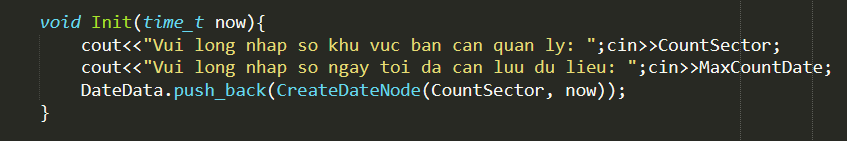 void Init(time_t now){
    cout<<"Vui long nhap so khu vuc ban can quan ly: ";cin>>CountSector;
    cout<<"Vui long nhap so ngay toi da can luu du lieu: ";cin>>MaxCountDate;
    DateData.push_back(CreateDateNode(CountSector, now));
}